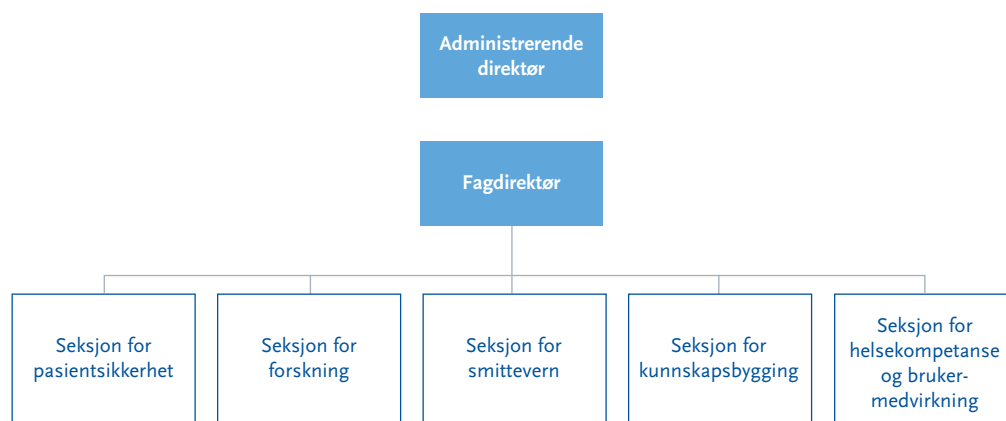 Administrerende
direktør
Fagdirektør
Seksjon for
pasientsikkerhet
Seksjon for
forskning
Seksjon for
smittevern
Seksjon for
kunnskapsbygging
Seksjon for
helsekompetanse
og bruker-
medvirkning